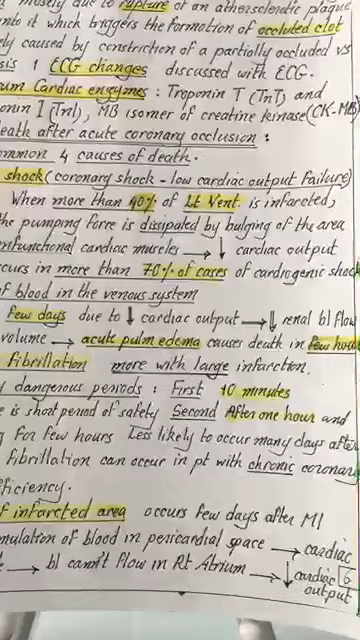 mostly due to rupture of an atherosclerotic plaque
into it which triggers the formation of occluded clot
ely caused by constriction of a partially occluded vs
sis 1 ECG changes discussed with ECG.
um Cardiac enzymes : Troponin T (TnT) and
onin I (TnI), MB isomer of creatine kinase (CK-MB)
eath after acute coronary occlusion :
ommon 4 causes of death.
shock (coronary shock - low cardiac output failure)
When more than 40% of Lt Vent. is infarcted,
the pumping force is dissipated by bulging of the area
nfunctional cardiac muscles → ↓ cardiac output
ccurs in more than 70% of cases of cardiogenic shock
of blood in the venous system
Few days due to ↓ cardiac output → ⇓ renal bl flow
volume → acute pulm edema causes death in few hours
Fibrillation more with large infarction.
y dangerous periods : First 10 minutes
e is short period of safety Second After one hour and
g For few hours Less likely to occur many days after
Fibrillation can occur in pt with chronic coronary
fficiency.
f infarcted area occurs few days after MI
mulation of blood in pericardial space → cardiac
→ bl cannt flow in Rt Atrium → ↓ cardiac output
6